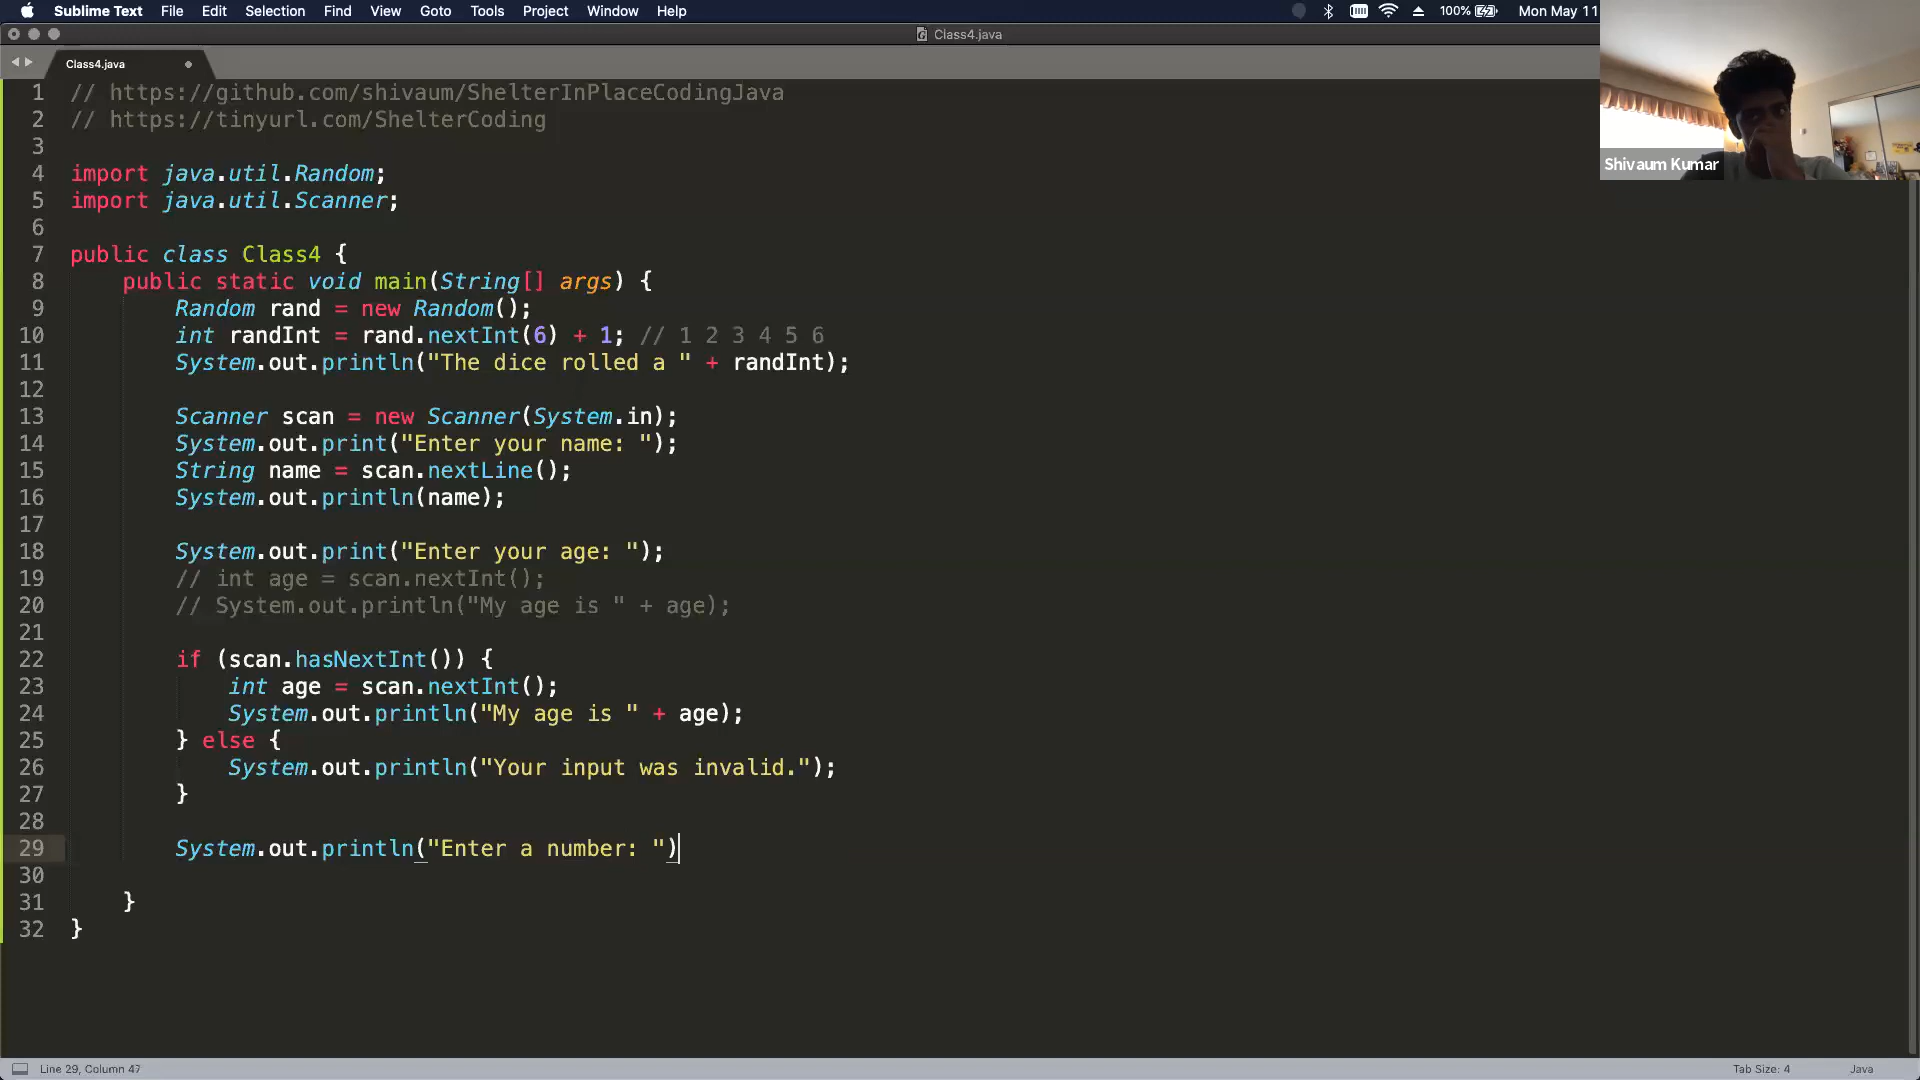 Sublime Text File Edit Selection Find View Goto Tools Project Window Help 100% Mon May 11
Class4.java
Class4.java
Shivaum Kumar
1 // https://github.com/shivaum/ShelterInPlaceCodingJava
2 // https://tinyurl.com/ShelterCoding
3
4 import java.util.Random;
5 import java.util.Scanner;
6
7 public class Class4 {
8 public static void main(String[] args) {
9 Random rand = new Random();
10 int randInt = rand.nextInt(6) + 1; // 1 2 3 4 5 6
11 System.out.println("The dice rolled a " + randInt);
12
13 Scanner scan = new Scanner(System.in);
14 System.out.print("Enter your name: ");
15 String name = scan.nextLine();
16 System.out.println(name);
17
18 System.out.print("Enter your age: ");
19 // int age = scan.nextInt();
20 // System.out.println("My age is " + age);
21
22 if (scan.hasNextInt()) {
23 int age = scan.nextInt();
24 System.out.println("My age is " + age);
25 } else {
26 System.out.println("Your input was invalid.");
27 }
28
29 System.out.println("Enter a number: ")
30
31 }
32 }
Line 29, Column 47 Tab Size: 4 Java